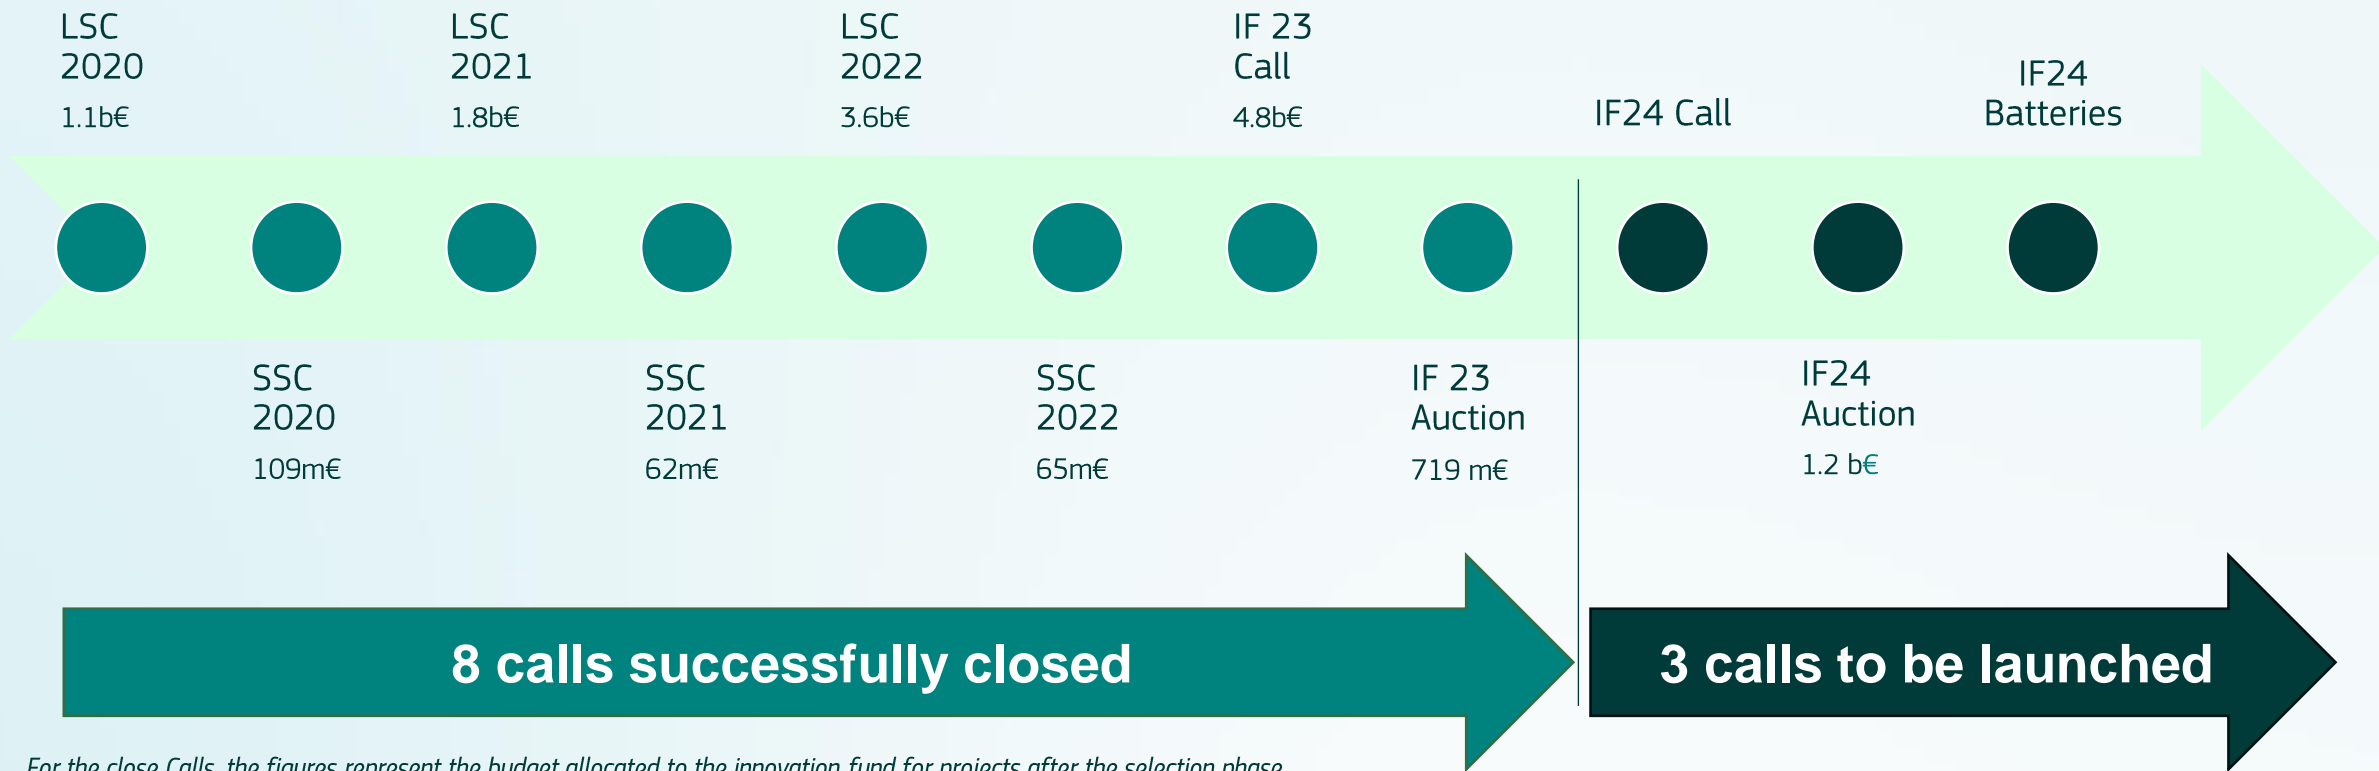 LSC
2020
1.1b€
LSC
2021
1.8b€
LSC
2022
3.6b€
IF 23
Call
4.8b€
IF24 Call
IF24
Batteries
SSC
2020
109m€
SSC
2021
62m€
SSC
2022
65m€
IF 23
Auction
719 m€
IF24
Auction
1.2 b€
8 calls successfully closed
3 calls to be launched
For the close Calls, the figures represent the budget allocated to the innovation fund for projects after the selection phase